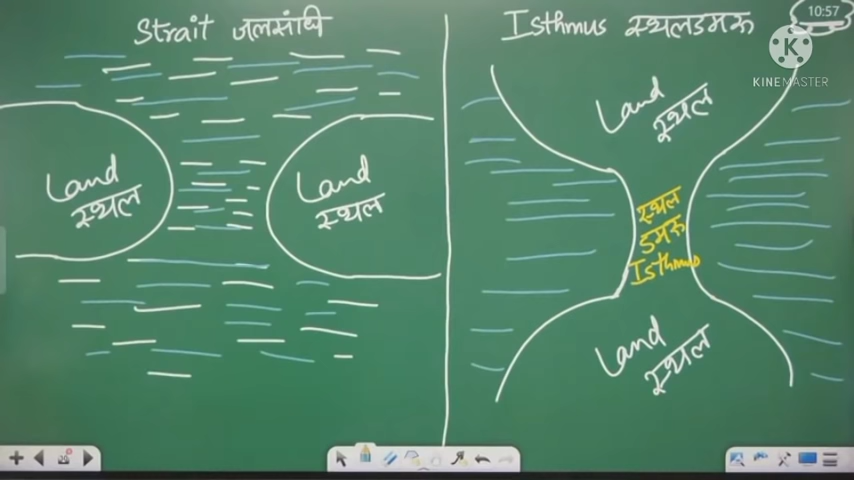 Strait जलसंधि
Land
स्थल
Land
स्थल
Isthmus स्थलडमरू
10:57
K
KINEMASTER
Land
स्थल
स्थल
डमरू
Isthmus
Land
स्थल